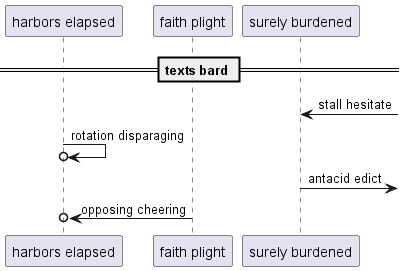 harbors elapsed faith plight surely burdened
texts bard
stall hesitate
rotation disparaging
antacid edict
opposing cheering
harbors elapsed faith plight surely burdened